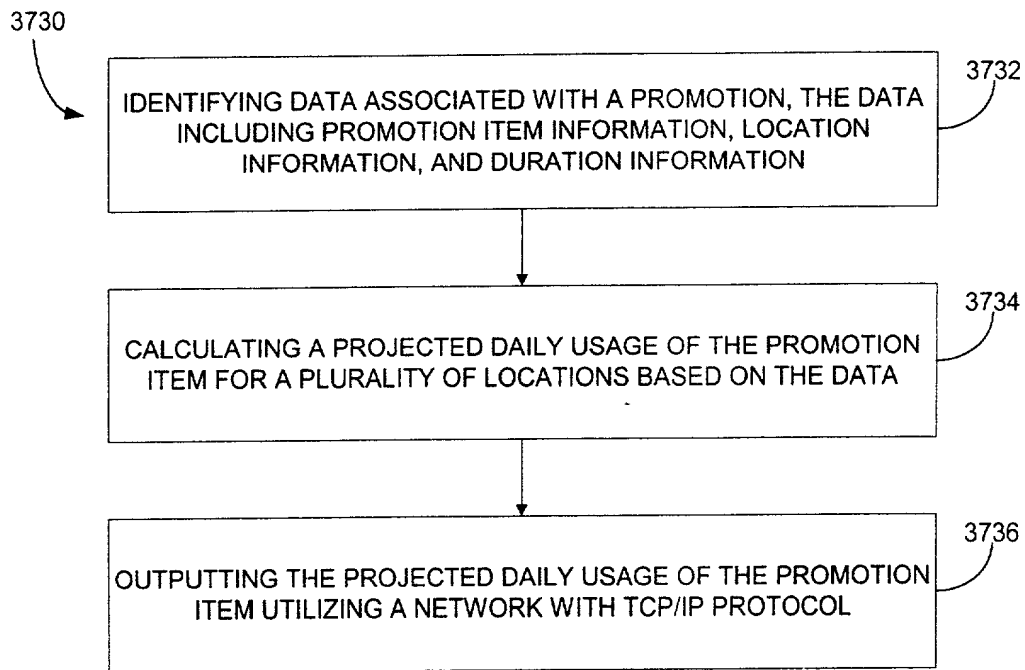 3730
3732
IDENTIFYING DATA ASSOCIATED WITH A PROMOTION, THE DATA
INCLUDING PROMOTION ITEM INFORMATION, LOCATION
INFORMATION, AND DURATION INFORMATION
3734
CALCULATING A PROJECTED DAILY USAGE OF THE PROMOTION
ITEM FOR A PLURALITY OF LOCATIONS BASED ON THE DATA
3736
OUTPUTTING THE PROJECTED DAILY USAGE OF THE PROMOTION
ITEM UTILIZING A NETWORK WITH TCP/IP PROTOCOL